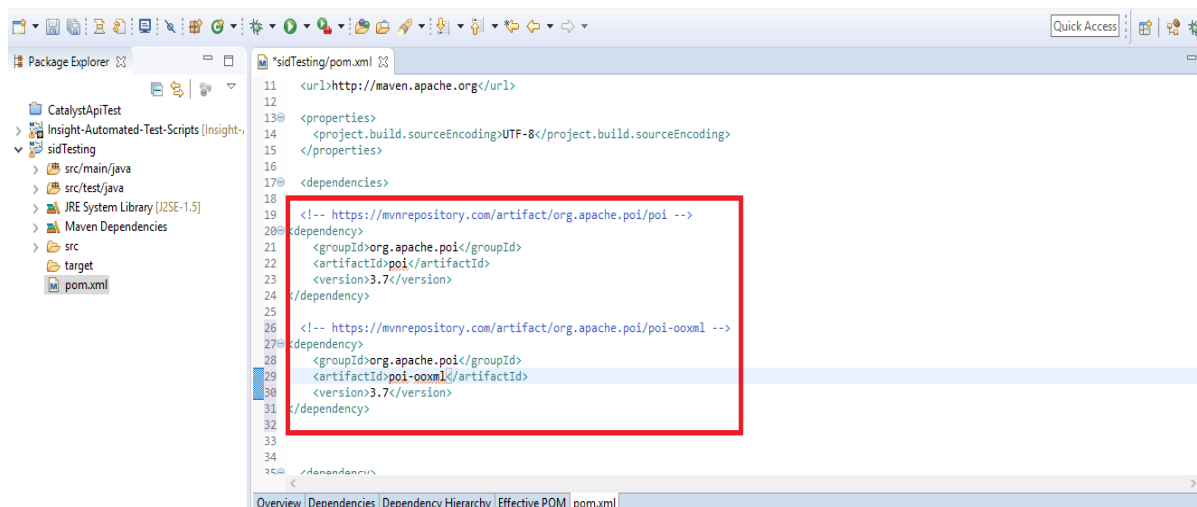 Quick Access
Package Explorer
*sidTesting/pom.xml
CatalystApiTest
Insight-Automated-Test-Scripts [Insight-
sidTesting
src/main/java
src/test/java
JRE System Library [J2SE-1.5]
Maven Dependencies
src
target
pom.xml
11 <url>http://maven.apache.org</url>
12
13 <properties>
14 <project.build.sourceEncoding>UTF-8</project.build.sourceEncoding>
15 </properties>
16
17 <dependencies>
18
19 <!-- https://mvnrepository.com/artifact/org.apache.poi/poi -->
20 <dependency>
21 <groupId>org.apache.poi</groupId>
22 <artifactId>poi</artifactId>
23 <version>3.7</version>
24 </dependency>
25
26 <!-- https://mvnrepository.com/artifact/org.apache.poi/poi-ooxml -->
27 <dependency>
28 <groupId>org.apache.poi</groupId>
29 <artifactId>poi-ooxml</artifactId>
30 <version>3.7</version>
31 </dependency>
32
33
34
35 <dependency>
Overview Dependencies Dependency Hierarchy Effective POM pom.xml